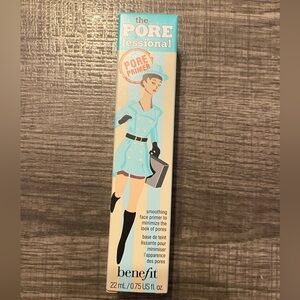 the
PORE
fessional
PORE
PRIMER
smoothing
face primer to
minimize the
look of pores
base de teint
lissante pour
minimiser
l'apparence
des pores
benefit
22 mL / 0.75 US fl. oz